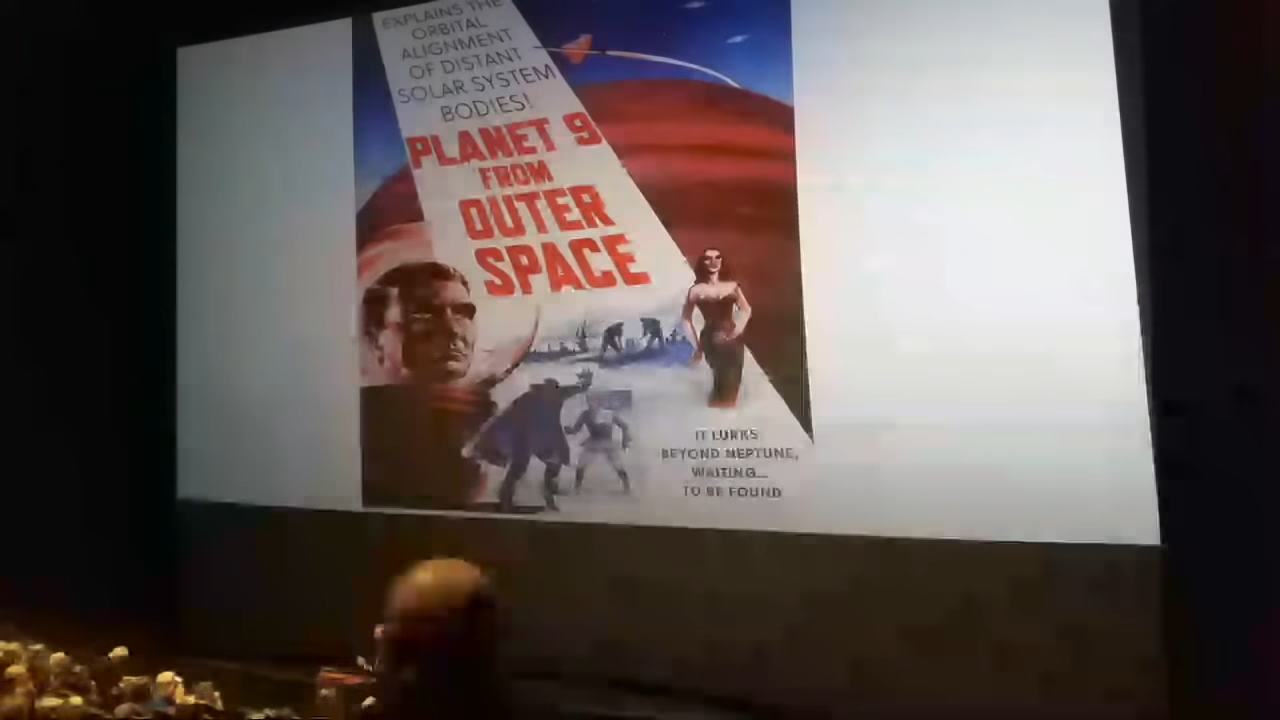 EXPLAINS THE
ORBITAL
ALIGNMENT
OF DISTANT
SOLAR SYSTEM
BODIES!
PLANET 9
FROM
OUTER
SPACE
IT LURKS
BEYOND NEPTUNE,
WAITING...
TO BE FOUND